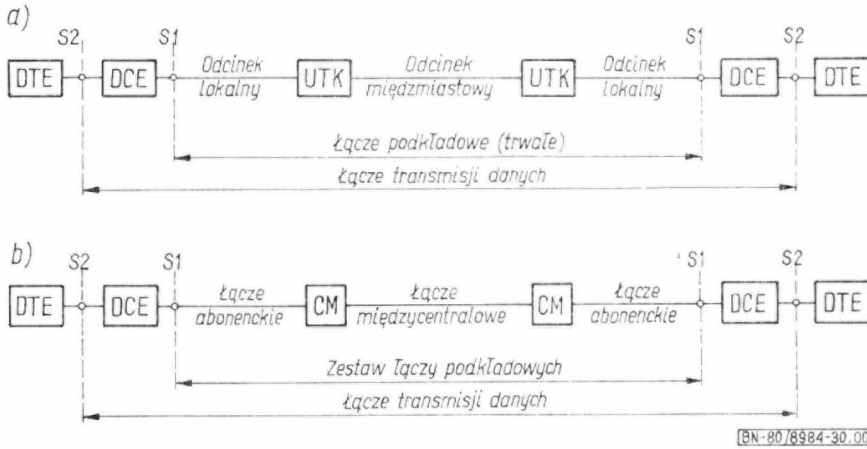 a)
S2 S1 S1 S2
DTE DCE Odcinek lokalny UTK Odcinek międzmiastowy UTK Odcinek lokalny DCE DTE
Łącze podkładowe (trwałe)
Łącze transmisji danych
b)
S2 S1 S1 S2
DTE DCE Łącze abonenckie CM Łącze międzycentralowe CM Łącze abonenckie DCE DTE
Zestaw łączy podkładowych
Łącze transmisji danych
BN-80/8984-30.00